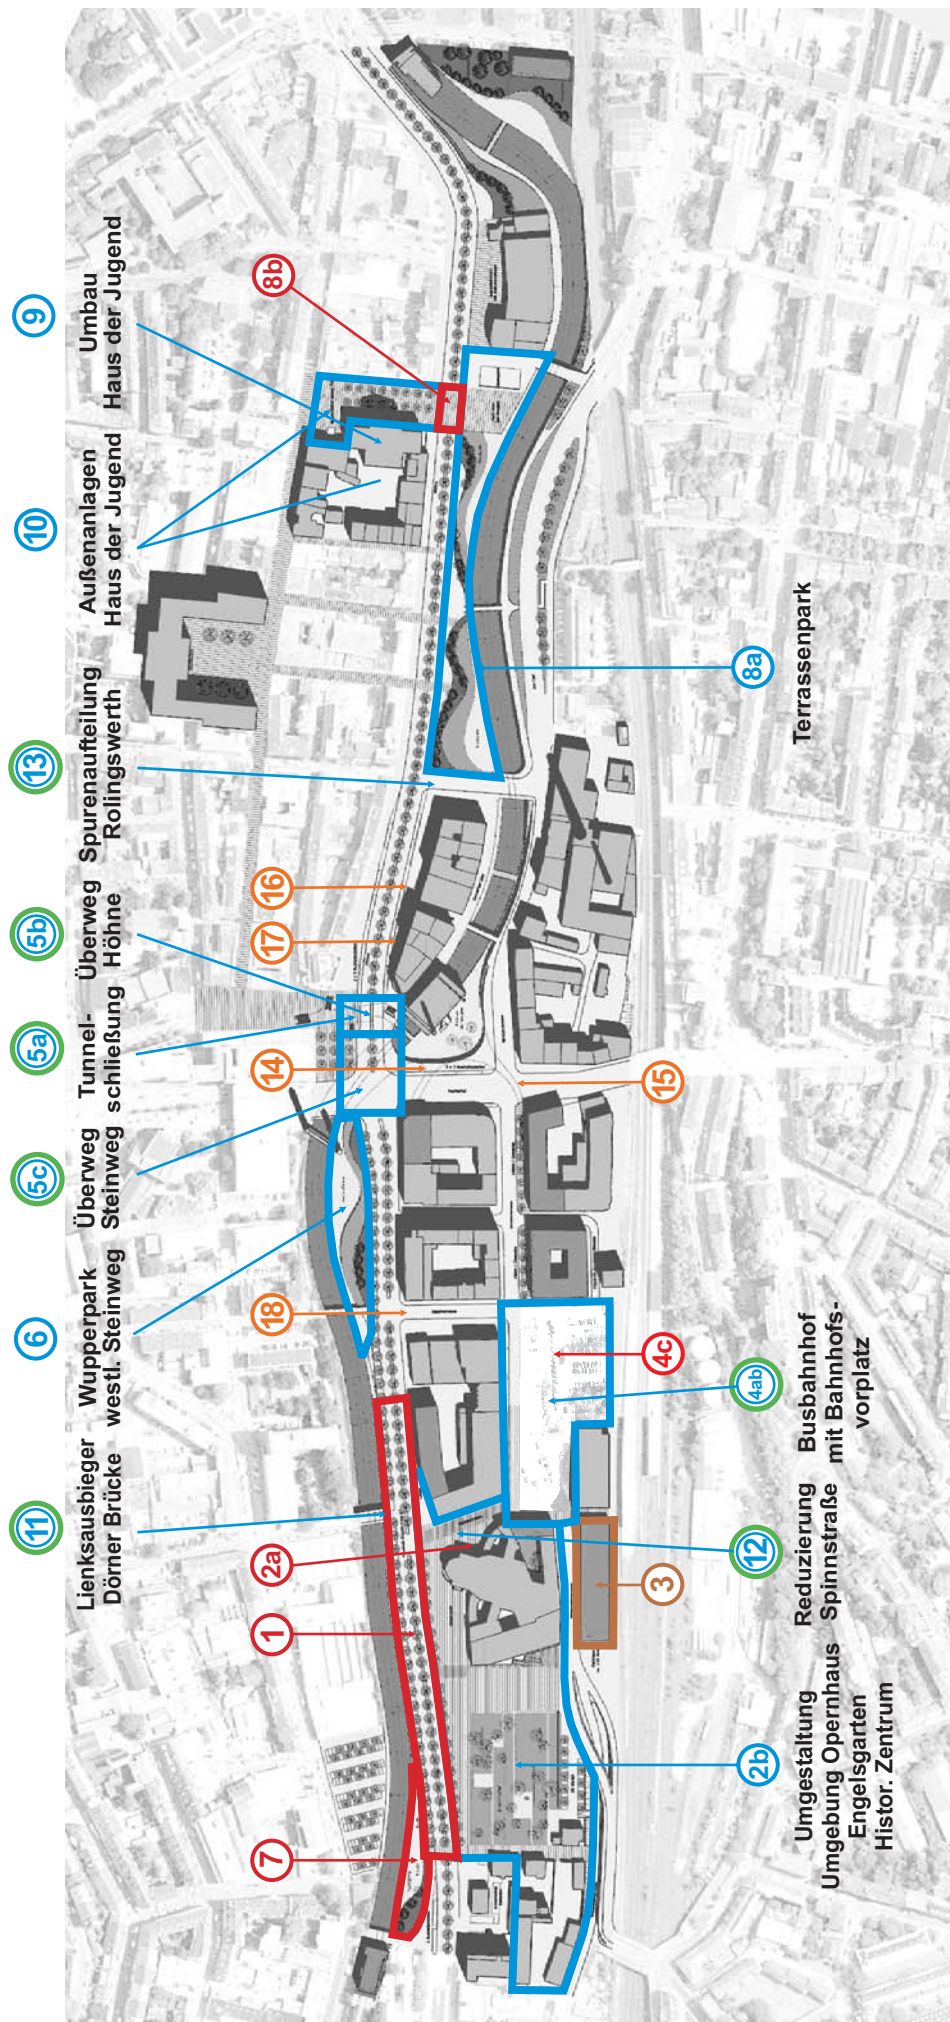 11
Lienksausbieger
Dörner Brücke
6
Wupperpark
westl. Steinweg
5c
Überweg
Steinweg
5a
Tunnel-
schließung
5b
Überweg
Höhne
13
Spurenaufteilung
Rolingswerth
10
Außenanlagen
Haus der Jugend
9
Umbau
Haus der Jugend
7
1
2a
18
14
17
16
8b
2b
3
12
4ab
4c
15
8a
Umgestaltung
Umgebung Opernhaus
Engelsgarten
Histor. Zentrum
Reduzierung
Spinnstraße
Busbahnhof
mit Bahnhofs-
vorplatz
Terrassenpark